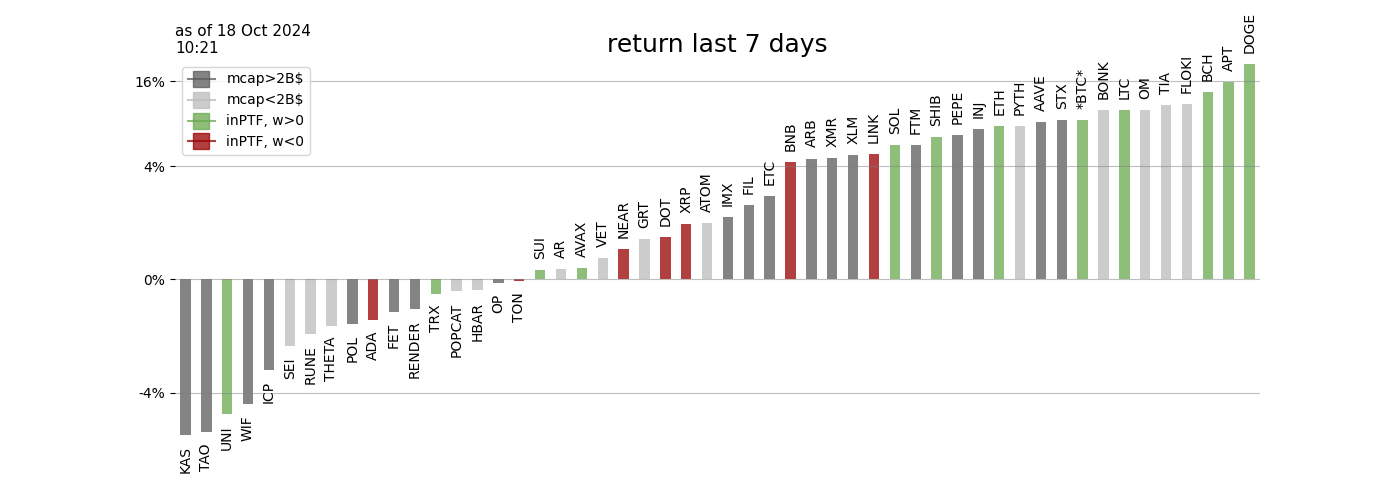 as of 18 Oct 2024
10:21
return last 7 days
mcap>2B$
mcap<2B$
inPTF, w>0
inPTF, w<0
16%
4%
0%
-4%
KAS
TAO
UNI
WIF
ICP
SEI
RUNE
THETA
POL
ADA
FET
RENDER
TRX
POPCAT
HBAR
OP
TON
SUI
AR
AVAX
VET
NEAR
GRT
DOT
XRP
ATOM
IMX
FIL
ETC
BNB
ARB
XMR
XLM
LINK
SOL
FTM
SHIB
PEPE
INJ
ETH
PYTH
AAVE
STX
*BTC*
BONK
LTC
OM
TIA
FLOKI
BCH
APT
DOGE